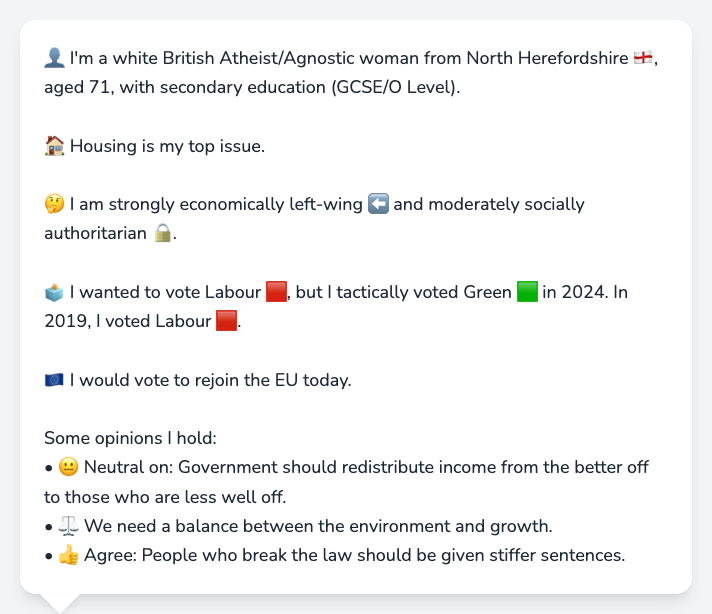 👤 I'm a white British Atheist/Agnostic woman from North Herefordshire 🏴󠁧󠁢󠁥󠁮󠁧󠁿,
aged 71, with secondary education (GCSE/O Level).
🏠 Housing is my top issue.
🤔 I am strongly economically left-wing ⬅️ and moderately socially
authoritarian 🔒.
🗳️ I wanted to vote Labour 🟥, but I tactically voted Green 🟩 in 2024. In
2019, I voted Labour 🟥.
🇪🇺 I would vote to rejoin the EU today.
Some opinions I hold:
• 😐 Neutral on: Government should redistribute income from the better off
to those who are less well off.
• ⚖️ We need a balance between the environment and growth.
• 👍 Agree: People who break the law should be given stiffer sentences.